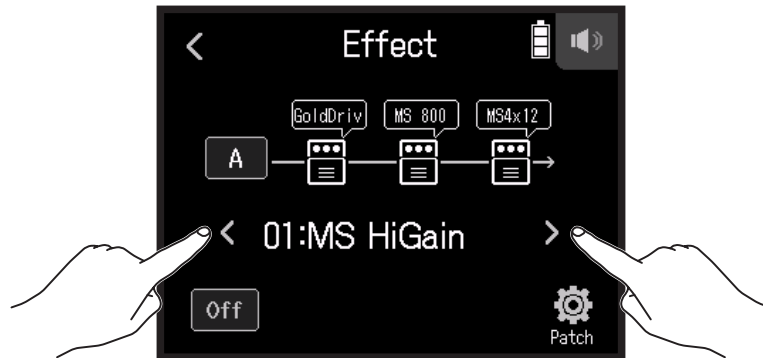 Effect
GoldDriv MS 800 MS4x12
A
01:MS HiGain
Off
Patch